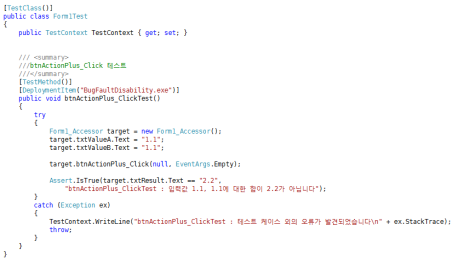 [TestClass()]
public class Form1Test
{
public TestContext TestContext { get; set; }
/// <summary>
///btnActionPlus_Click 테스트
///</summary>
[TestMethod()]
[DeploymentItem("BugFaultDisability.exe")]
public void btnActionPlus_ClickTest()
{
try
{
Form1_Accessor target = new Form1_Accessor();
target.txtValueA.Text = "1.1";
target.txtValueB.Text = "1.1";
target.btnActionPlus_Click(null, EventArgs.Empty);
Assert.IsTrue(target.txtResult.Text == "2.2",
"btnActionPlus_ClickTest : 입력값 1.1, 1.1에 대한 합이 2.2가 아닙니다");
}
catch (Exception ex)
{
TestContext.WriteLine("btnActionPlus_ClickTest : 테스트 케이스 외의 오류가 발견되었습니다\n" + ex.StackTrace);
throw;
}
}
}